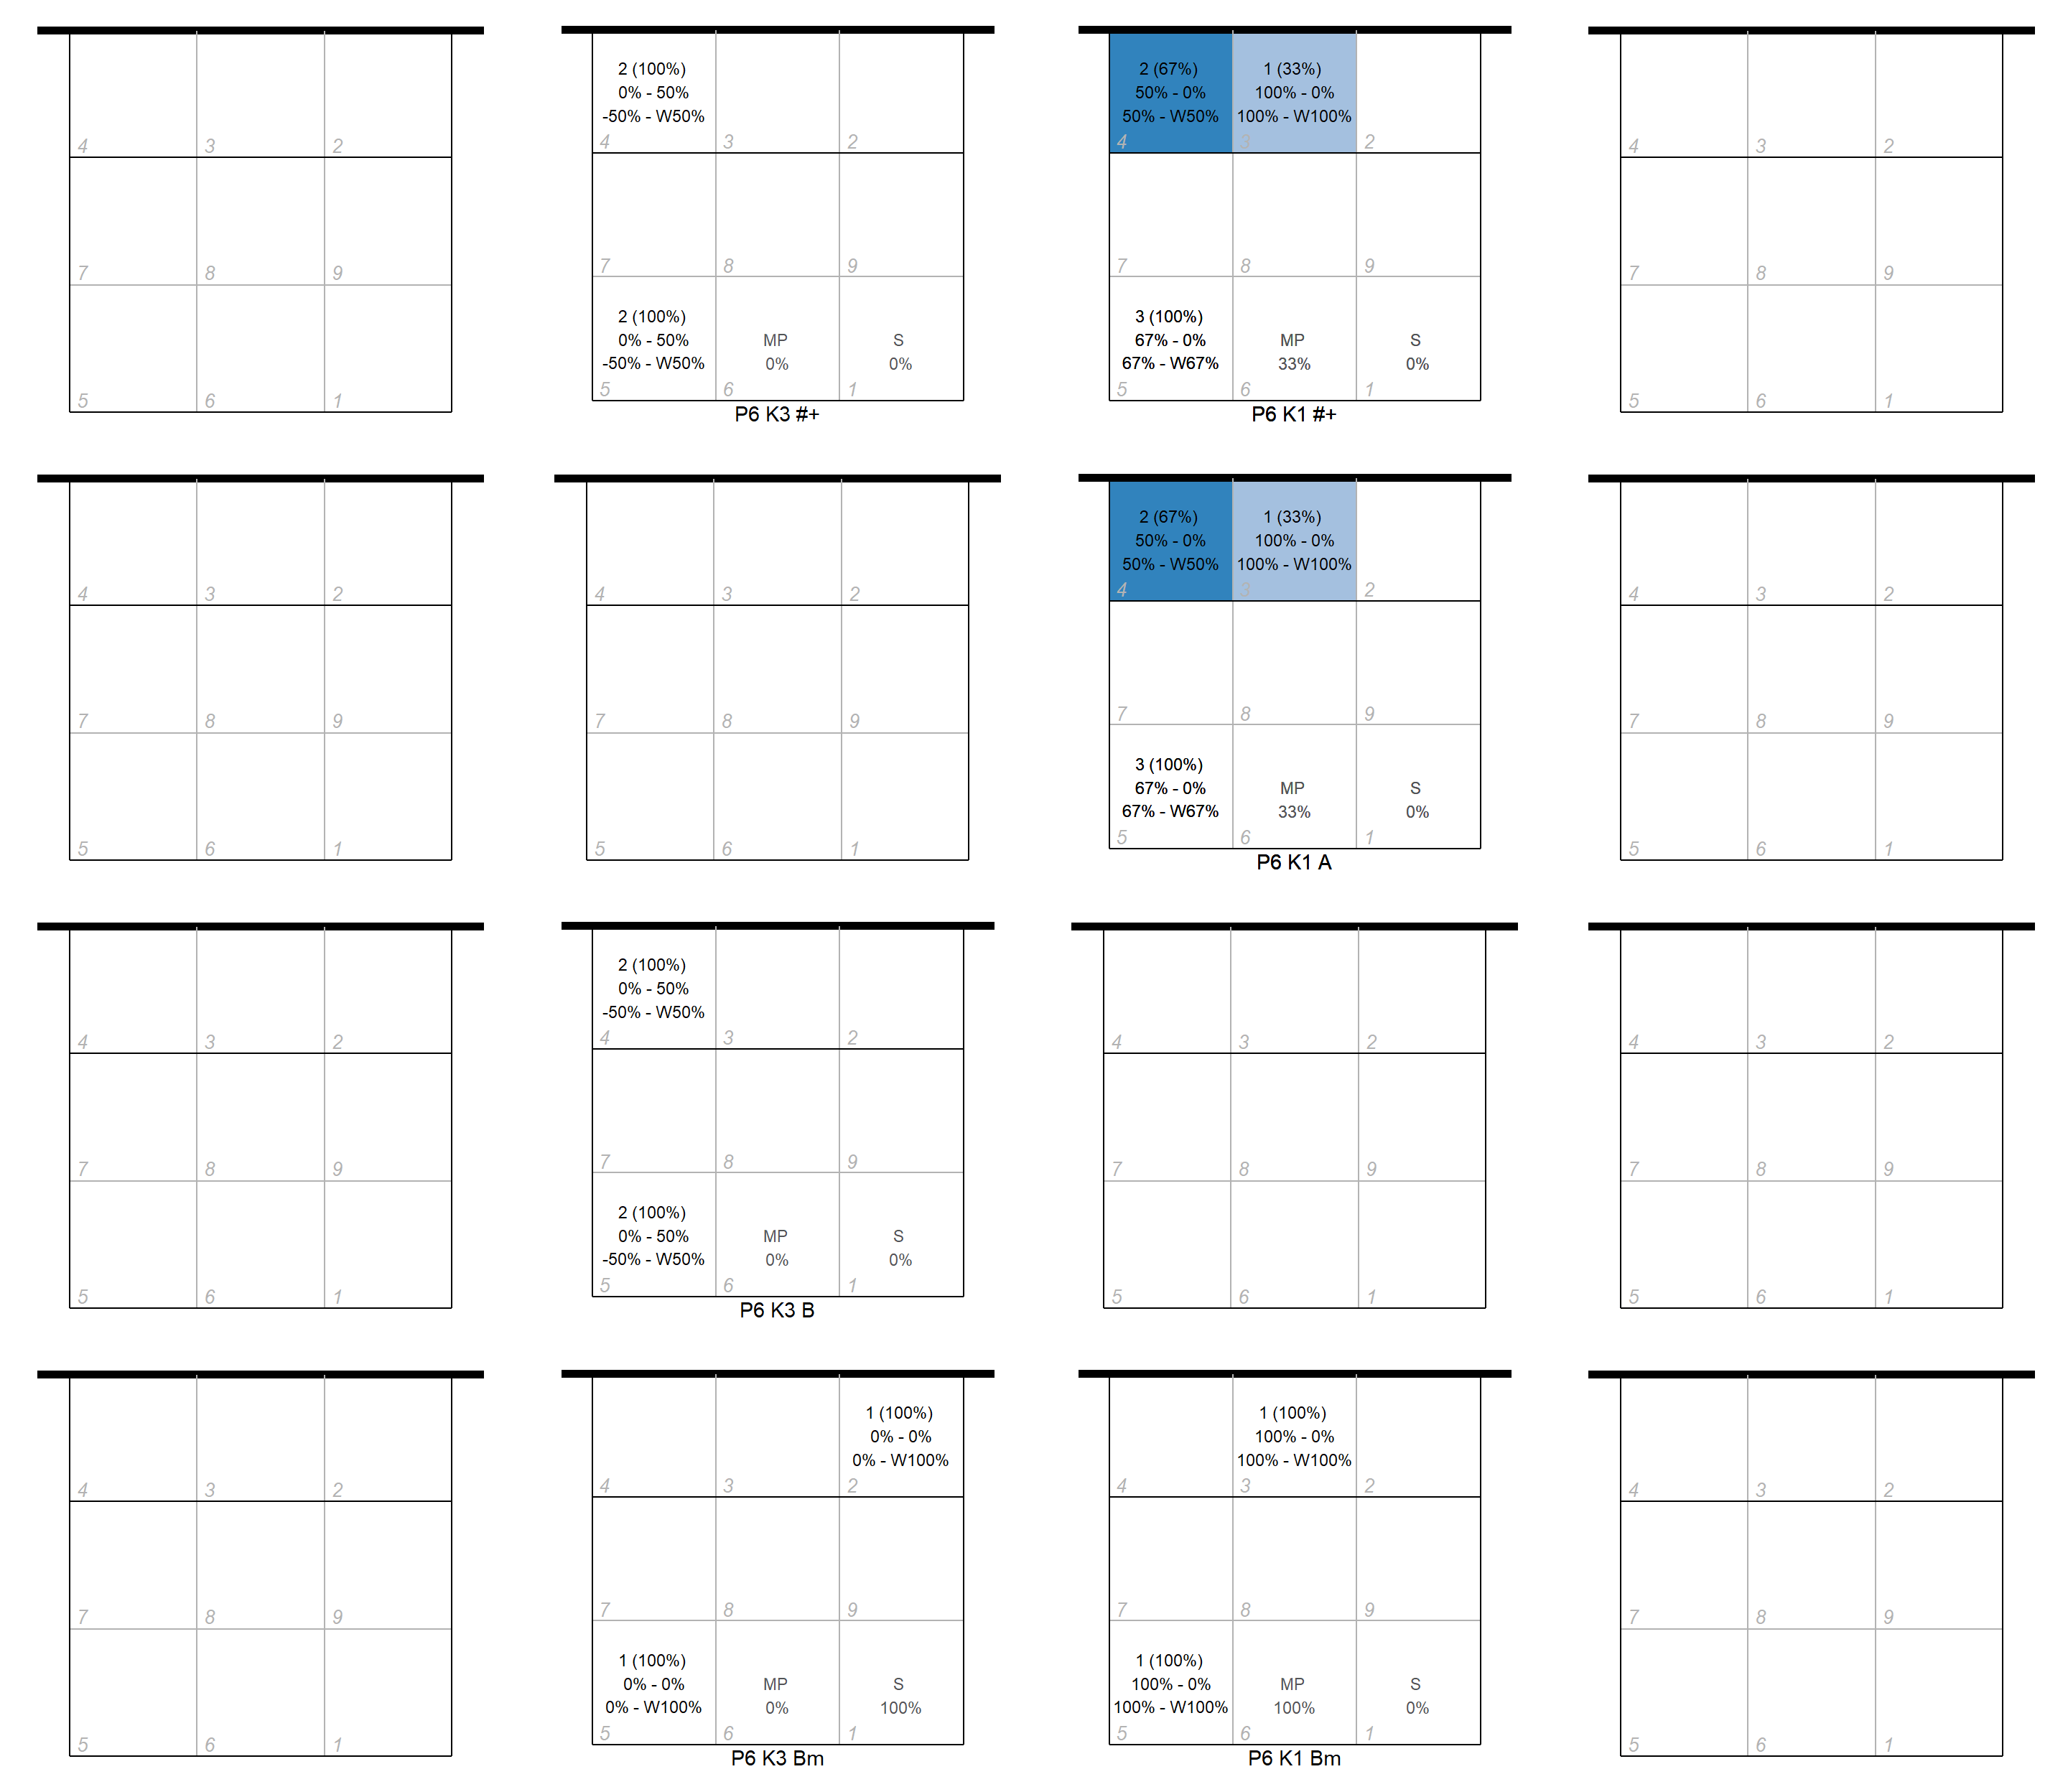 2 (100%)
0% - 50%
-50% - W50%
2 (67%)
50% - 0%
50% - W50%
1 (33%)
100% - 0%
100% - W100%
4 3 2
4 3 2
4 3 2
4 3 2
7 8 9
7 8 9
7 8 9
7 8 9
2 (100%)
0% - 50%
-50% - W50%
MP
0%
S
0%
3 (100%)
67% - 0%
67% - W67%
MP
33%
S
0%
5 6 1
5 6 1
5 6 1
5 6 1
P6 K3 #+
P6 K1 #+
2 (67%)
50% - 0%
50% - W50%
1 (33%)
100% - 0%
100% - W100%
4 3 2
4 3 2
4 3 2
4 3 2
7 8 9
7 8 9
7 8 9
7 8 9
3 (100%)
67% - 0%
67% - W67%
MP
33%
S
0%
5 6 1
5 6 1
5 6 1
5 6 1
P6 K1 A
2 (100%)
0% - 50%
-50% - W50%
4 3 2
4 3 2
4 3 2
4 3 2
7 8 9
7 8 9
7 8 9
7 8 9
2 (100%)
0% - 50%
-50% - W50%
MP
0%
S
0%
5 6 1
5 6 1
5 6 1
5 6 1
P6 K3 B
1 (100%)
0% - 0%
0% - W100%
1 (100%)
100% - 0%
100% - W100%
4 3 2
4 3 2
4 3 2
4 3 2
7 8 9
7 8 9
7 8 9
7 8 9
1 (100%)
0% - 0%
0% - W100%
MP
0%
S
100%
1 (100%)
100% - 0%
100% - W100%
MP
100%
S
0%
5 6 1
5 6 1
5 6 1
5 6 1
P6 K3 Bm
P6 K1 Bm